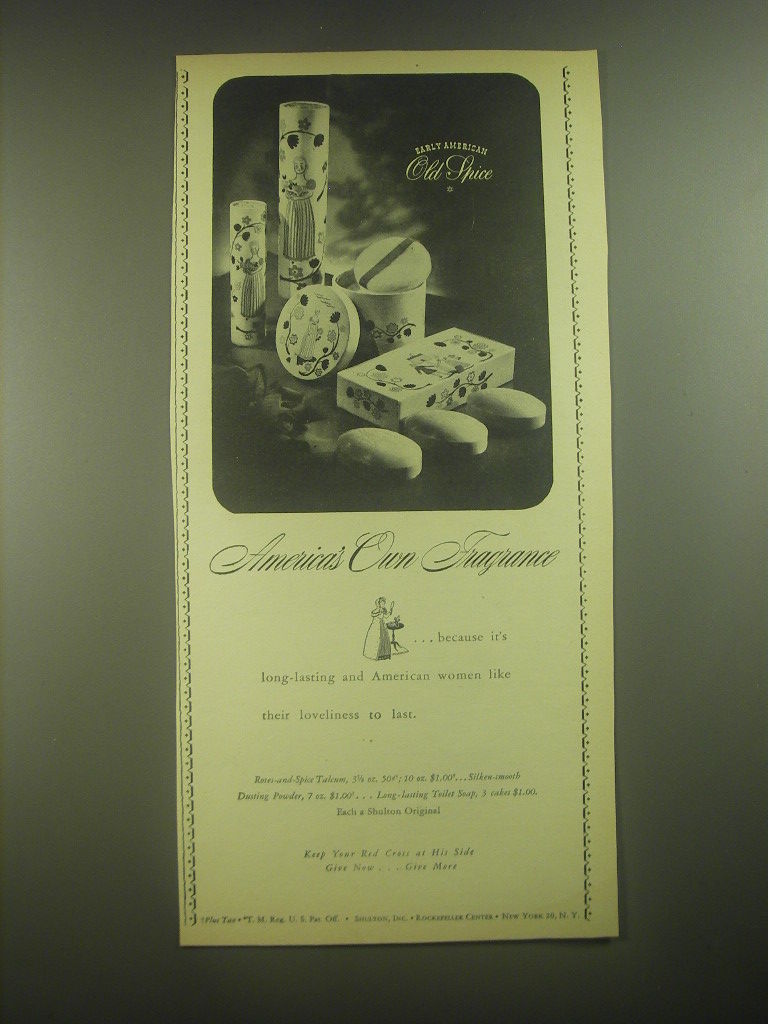 EARLY AMERICAN
Old Spice
America's Own Fragrance
... because it's
long-lasting and American women like
their loveliness to last.
Roses-and-Spice Talcum, 3½ oz. 50¢†; 10 oz. $1.00†... Silken-smooth
Dusting Powder, 7 oz. $1.00†... Long-lasting Toilet Soap, 3 cakes $1.00.
Each a Shulton Original
Keep Your Red Cross at His Side
Give Now ... Give More
†Plus Tax • *T. M. Reg. U. S. Pat. Off. • SHULTON, INC. • ROCKEFELLER CENTER • NEW YORK 20, N. Y.